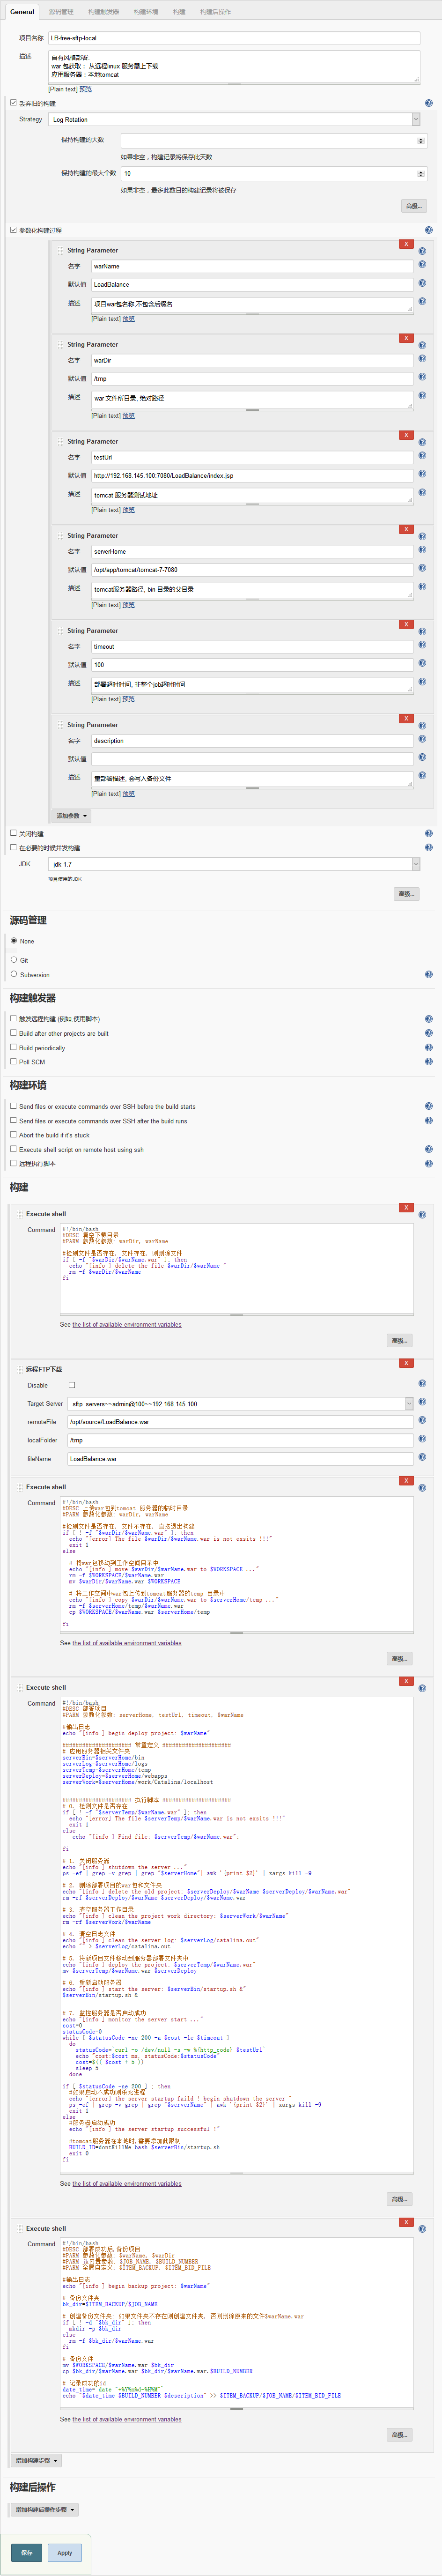 General 源码管理 构建触发器 构建环境 构建 构建后操作
项目名称 LB-free-sftp-local
描述 自有风格部署:
war 包获取： 从远程linux 服务器上下载
应用服务器：本地tomcat
[Plain text] 预览
丢弃旧的构建
Strategy Log Rotation
保持构建的天数
如果非空，构建记录将保存此天数
保持构建的最大个数 10
如果非空，最多此数目的构建记录将被保存
高级...
参数化构建过程
X
String Parameter
名字 warName
默认值 LoadBalance
描述 项目war包名称,不包含后缀名
[Plain text] 预览
X
String Parameter
名字 warDir
默认值 /tmp
描述 war 文件所目录, 绝对路径
[Plain text] 预览
X
String Parameter
名字 testUrl
默认值 http://192.168.145.100:7080/LoadBalance/index.jsp
描述 tomcat 服务器测试地址
[Plain text] 预览
X
String Parameter
名字 serverHome
默认值 /opt/app/tomcat/tomcat-7-7080
描述 tomcat服务器路径, bin 目录的父目录
[Plain text] 预览
X
String Parameter
名字 timeout
默认值 100
描述 部署超时时间, 非整个job超时时间
[Plain text] 预览
X
String Parameter
名字 description
默认值
描述 重部署描述, 会写入备份文件
[Plain text] 预览
添加参数
关闭构建
在必要的时候并发构建
JDK jdk 1.7
项目使用的JDK
高级...
源码管理
None
Git
Subversion
构建触发器
触发远程构建 (例如,使用脚本)
Build after other projects are built
Build periodically
Poll SCM
构建环境
Send files or execute commands over SSH before the build starts
Send files or execute commands over SSH after the build runs
Abort the build if it's stuck
Execute shell script on remote host using ssh
远程执行脚本
构建
X
Execute shell
Command #!/bin/bash
#DESC 清空下载目录
#PARM 参数化参数: warDir, warName
#检测文件是否存在, 文件存在, 则删除文件
if [ -f "$warDir/$warName.war" ]; then
echo "[info ] delete the file $warDir/$warName "
rm -f $warDir/$warName
fi
See the list of available environment variables
高级...
X
远程FTP下载
Disable
Target Server sftp servers~~admin@100~~192.168.145.100
remoteFile /opt/source/LoadBalance.war
localFolder /tmp
fileName LoadBalance.war
X
Execute shell
Command #!/bin/bash
#DESC 上传war包到tomcat 服务器的临时目录
#PARM 参数化参数: warDir, warName
#检测文件是否存在, 文件不存在, 直接退出构建
if [ ! -f "$warDir/$warName.war" ]; then
echo "[error] The file $warDir/$warName.war is not exsits !!!"
exit 1
else
# 将war包移动到工作空间目录中
echo "[info ] move $warDir/$warName.war to $WORKSPACE ..."
rm -f $WORKSPACE/$warName.war
mv $warDir/$warName.war $WORKSPACE
# 将工作空间中war包上传到tomcat服务器的temp 目录中
echo "[info ] copy $warDir/$warName.war to $serverHome/temp ..."
rm -f $serverHome/temp/$warName.war
cp $WORKSPACE/$warName.war $serverHome/temp
fi
See the list of available environment variables
高级...
X
Execute shell
Command #!/bin/bash
#DESC 部署项目
#PARM 参数化参数: serverHome, testUrl, timeout, $warName
#输出日志
echo "[info ] begin deploy project: $warName"
##################### 常量定义 #####################
# 应用服务器相关文件夹
serverBin=$serverHome/bin
serverLog=$serverHome/logs
serverTemp=$serverHome/temp
serverDeploy=$serverHome/webapps
serverWork=$serverHome/work/Catalina/localhost
##################### 执行脚本 #####################
# 0. 检测文件是否存在
if [ ! -f "$serverTemp/$warName.war" ]; then
echo "[error] The file $serverTemp/$warName.war is not exsits !!!"
exit 1
else
echo "[info ] Find file: $serverTemp/$warName.war";
fi
# 1. 关闭服务器
echo "[info ] shutdown the server ..."
ps -ef | grep -v grep | grep "$serverHome"| awk '{print $2}' | xargs kill -9
# 2. 删除部署项目的war包和文件夹
echo "[info ] delete the old project: $serverDeploy/$warName $serverDeploy/$warName.war"
rm -rf $serverDeploy/$warName $serverDeploy/$warName.war
# 3. 清空服务器工作目录
echo "[info ] clean the project work directory: $serverWork/$warName"
rm -rf $serverWork/$warName
# 4. 清空日志文件
echo "[info ] clean the server log: $serverLog/catalina.out"
echo "" > $serverLog/catalina.out
# 5. 将新项目文件移动到服务器部署文件夹中
echo "[info ] deploy the project: $serverTemp/$warName.war"
mv $serverTemp/$warName.war $serverDeploy
# 6. 重新启动服务器
echo "[info ] start the server: $serverBin/startup.sh &"
$serverBin/startup.sh &
# 7. 监控服务器是否启动成功
echo "[info ] monitor the server start ..."
cost=0
statusCode=0
while [ $statusCode -ne 200 -a $cost -le $timeout ]
do
statusCode=`curl -o /dev/null -s -w %{http_code} $testUrl`
echo "cost:$cost ms, statusCode:$statusCode"
cost=$(( $cost + 5 ))
sleep 5
done
if [ $statusCode -ne 200 ] ; then
#如果启动不成功则杀死进程
echo "[error] the server startup faild ! begin shutdown the server "
ps -ef | grep -v grep | grep "$serverName" | awk '{print $2}' | xargs kill -9
exit 1
else
#服务器启动成功
echo "[info ] the server startup successful !"
#tomcat服务器在本地时,需要添加此限制
BUILD_ID=dontKillMe bash $serverBin/startup.sh
exit 0
fi
See the list of available environment variables
高级...
X
Execute shell
Command #!/bin/bash
#DESC 部署成功后,备份项目
#PARM 参数化参数: $warName, $warDir
#PARM jk内置参数: $JOB_NAME, $BUILD_NUMBER
#PARM 全局自定义: $ITEM_BACKUP, $ITEM_BID_FILE
#输出日志
echo "[info ] begin backup project: $warName"
# 备份文件夹
bk_dir=$ITEM_BACKUP/$JOB_NAME
# 创建备份文件夹: 如果文件夹不存在则创建文件夹, 否则删除原来的文件$warName.war
if [ ! -d "$bk_dir" ]; then
mkdir -p $bk_dir
else
rm -f $bk_dir/$warName.war
fi
# 备份文件
mv $WORKSPACE/$warName.war $bk_dir
cp $bk_dir/$warName.war $bk_dir/$warName.war.$BUILD_NUMBER
# 记录成功的id
date_time=`date "+%Y%m%d-%H%M"`
echo "$date_time $BUILD_NUMBER $description" >> $ITEM_BACKUP/$JOB_NAME/$ITEM_BID_FILE
See the list of available environment variables
高级...
增加构建步骤
构建后操作
增加构建后操作步骤
保存 Apply